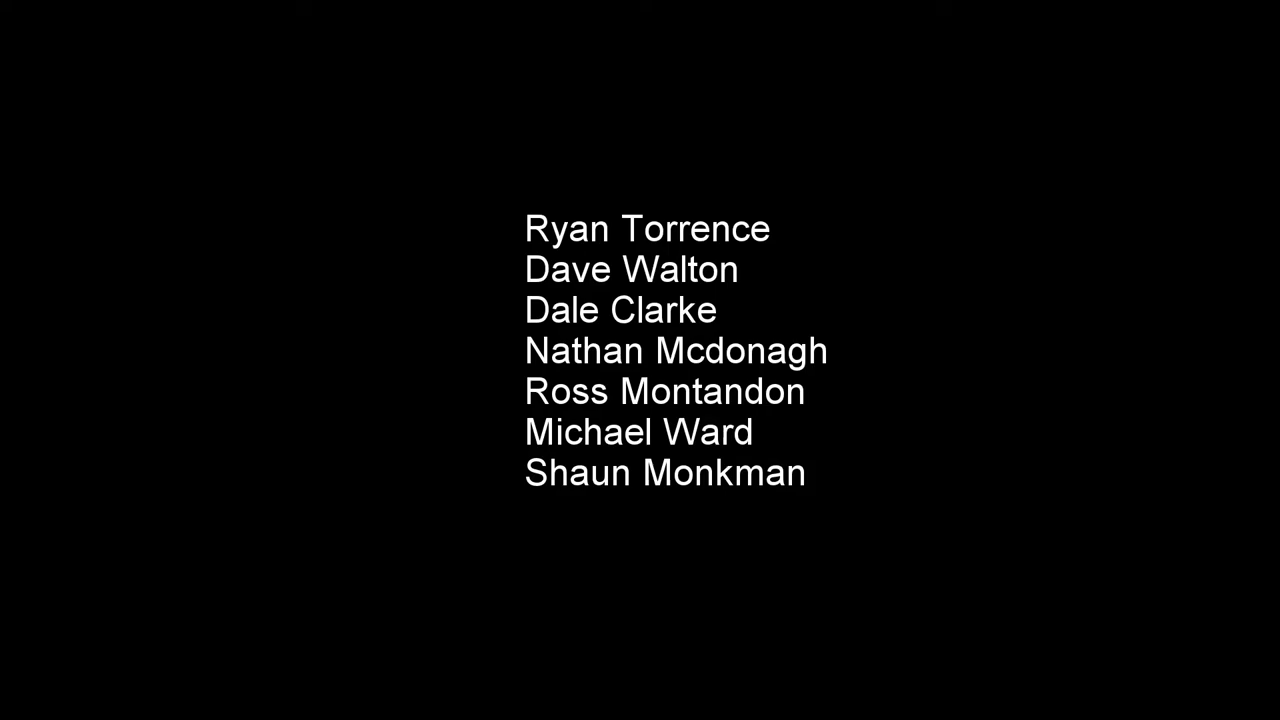 Ryan Torrence
Dave Walton
Dale Clarke
Nathan Mcdonagh
Ross Montandon
Michael Ward
Shaun Monkman